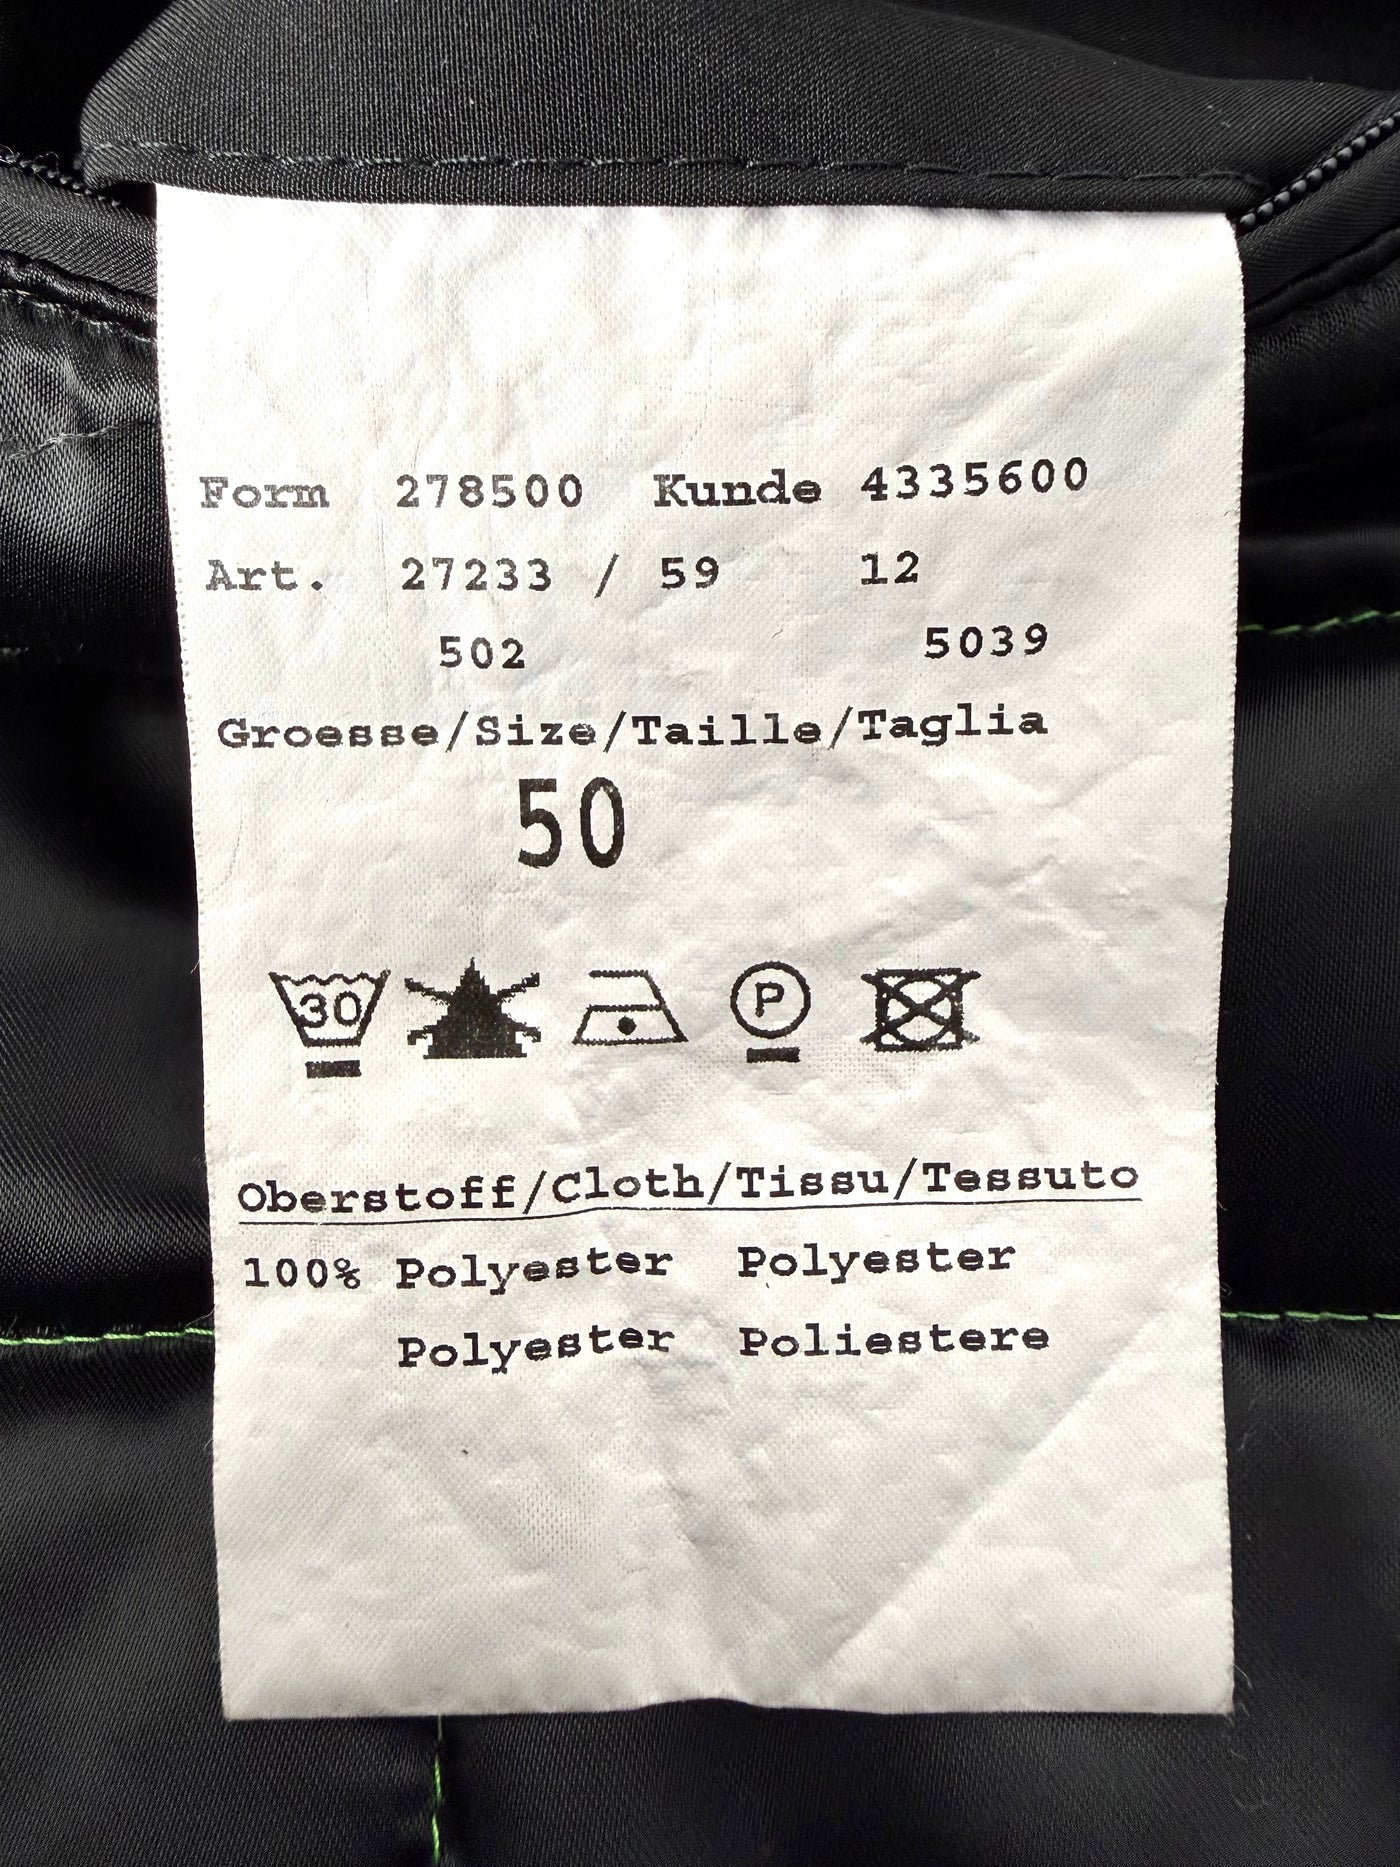 Form 278500 Kunde 4335600
Art. 27233 / 59 12
502 5039
Groesse/Size/Taille/Taglia
50
30 P
Oberstoff/Cloth/Tissu/Tessuto
100% Polyester Polyester
Polyester Poliestere